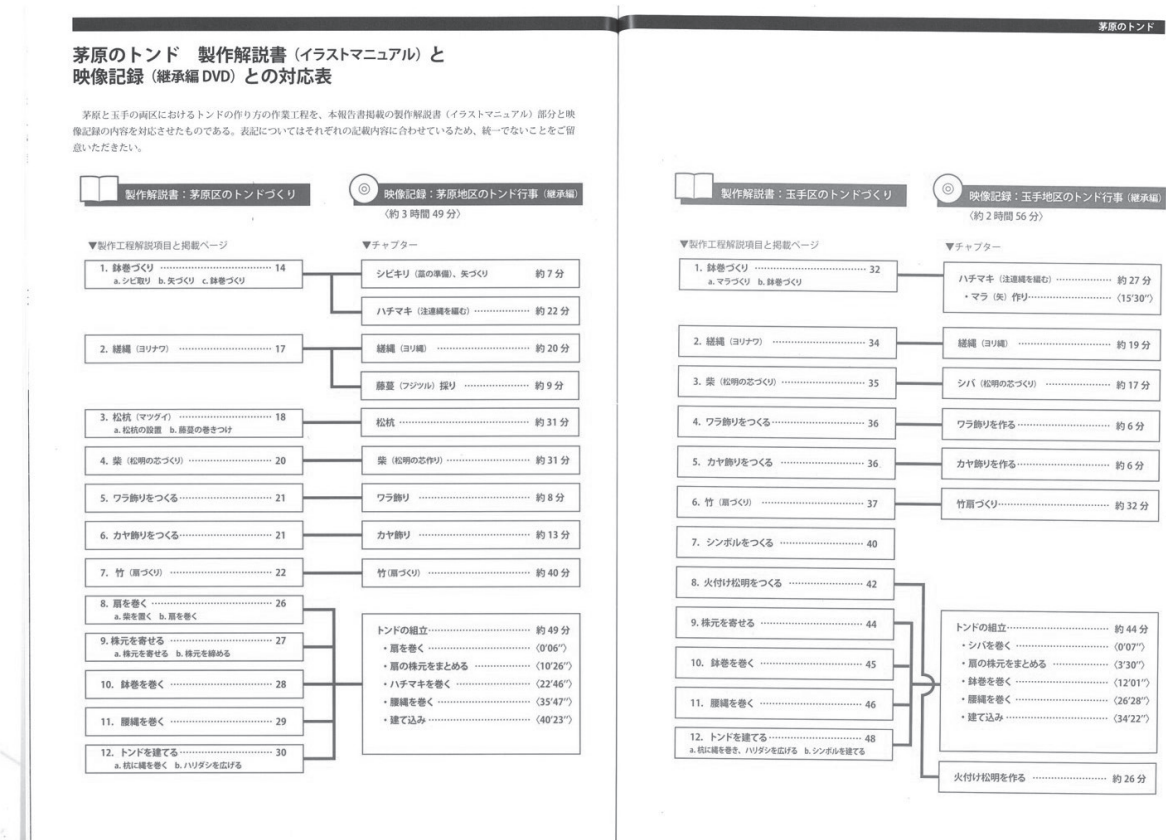 茅原のトンド
茅原のトンド　製作解説書（イラストマニュアル）と
映像記録（継承編 DVD）との対応表
茅原と玉手の両区におけるトンドの作り方の作業工程を、本報告書掲載の製作解説書（イラストマニュアル）部分と映
像記録の内容を対応させたものである。表記についてはそれぞれの記載内容に合わせているため、統一でないことをご留
意いただきたい。
製作解説書：茅原区のトンドづくり
▼製作工程解説項目と掲載ページ
1. 鉢巻づくり ………………………… 14
a. シビ取り b. 矢づくり c. 鉢巻づくり
2. 縒縄（ヨリナワ） ………………………… 17
3. 松杭（マツグイ） ………………………… 18
a. 松杭の設置 b. 藤蔓の巻きつけ
4. 柴（松明の芯づくり） ………………………… 20
5. ワラ飾りをつくる ………………………… 21
6. カヤ飾りをつくる ………………………… 21
7. 竹（扇づくり） ………………………… 22
8. 扇を巻く ………………………… 26
a. 柴を置く b. 扇を巻く
9. 株元を寄せる ………………………… 27
a. 株元を寄せる b. 株元を締める
10. 鉢巻を巻く ………………………… 28
11. 腰縄を巻く ………………………… 29
12. トンドを建てる ………………………… 30
a. 杭に縄を巻く b. ハリダシを広げる
映像記録：茅原地区のトンド行事（継承編）
〈約 3 時間 49 分〉
▼チャプター
シビキリ（藁の準備）、矢づくり　約 7 分
ハチマキ（注連縄を編む） ……………… 約 22 分
縒縄（ヨリ縄） ……………… 約 20 分
藤蔓（フジツル）採り ……………… 約 9 分
松杭 ……………… 約 31 分
柴（松明の芯作り） ……………… 約 31 分
ワラ飾り ……………… 約 8 分
カヤ飾り ……………… 約 13 分
竹（扇づくり） ……………… 約 40 分
トンドの組立 ……………… 約 49 分
・扇を巻く ……………… 〈0'06"〉
・扇の株元をまとめる ……………… 〈10'26"〉
・ハチマキを巻く ……………… 〈22'46"〉
・腰縄を巻く ……………… 〈35'47"〉
・建て込み ……………… 〈40'23"〉
製作解説書：玉手区のトンドづくり
▼製作工程解説項目と掲載ページ
1. 鉢巻づくり ………………………… 32
a. マラづくり b. 鉢巻づくり
2. 縒縄（ヨリナワ） ………………………… 34
3. 柴（松明の芯づくり） ………………………… 35
4. ワラ飾りをつくる ………………………… 36
5. カヤ飾りをつくる ………………………… 36
6. 竹（扇づくり） ………………………… 37
7. シンボルをつくる ………………………… 40
8. 火付け松明をつくる ………………………… 42
9. 株元を寄せる ………………………… 44
10. 鉢巻を巻く ………………………… 45
11. 腰縄を巻く ………………………… 46
12. トンドを建てる ………………………… 48
a. 杭に縄を巻き、ハリダシを広げる b. シンボルを建てる
映像記録：玉手地区のトンド行事（継承編）
〈約 2 時間 56 分〉
▼チャプター
ハチマキ（注連縄を編む） ……………… 約 27 分
・マラ（矢）作り ……………… 〈15'30"〉
縒縄（ヨリ縄） ……………… 約 19 分
シバ（松明の芯づくり） ……………… 約 17 分
ワラ飾りを作る ……………… 約 6 分
カヤ飾りを作る ……………… 約 6 分
竹扇づくり ……………… 約 32 分
トンドの組立 ……………… 約 44 分
・シバを巻く ……………… 〈0'07"〉
・扇の株元をまとめる ……………… 〈3'30"〉
・鉢巻を巻く ……………… 〈12'01"〉
・腰縄を巻く ……………… 〈26'28"〉
・建て込み ……………… 〈34'22"〉
火付け松明を作る ……………… 約 26 分